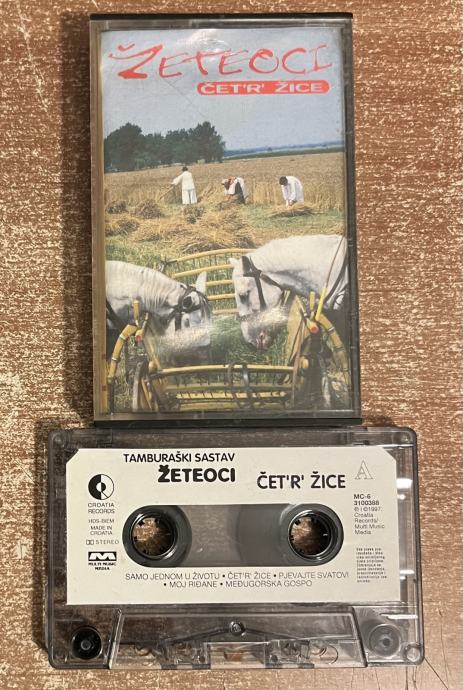 ŽETEOCI
ČET'R' ŽICE
TAMBURAŠKI SASTAV
ŽETEOCI
ČET'R' ŽICE
A
CROATIA
RECORDS
HDS-BIEM
MADE IN
CROATIA
STEREO
MULTI MUSIC
MEDIA
MC-6
3100388
℗ i ©1997.
Croatia
Records/
Multi Music
Media
SAMO JEDNOM U ŽIVOTU • ČET'R' ŽICE • PJEVAJTE SVATOVI
• MOJ RIĐANE • MEĐUGORSKA GOSPO